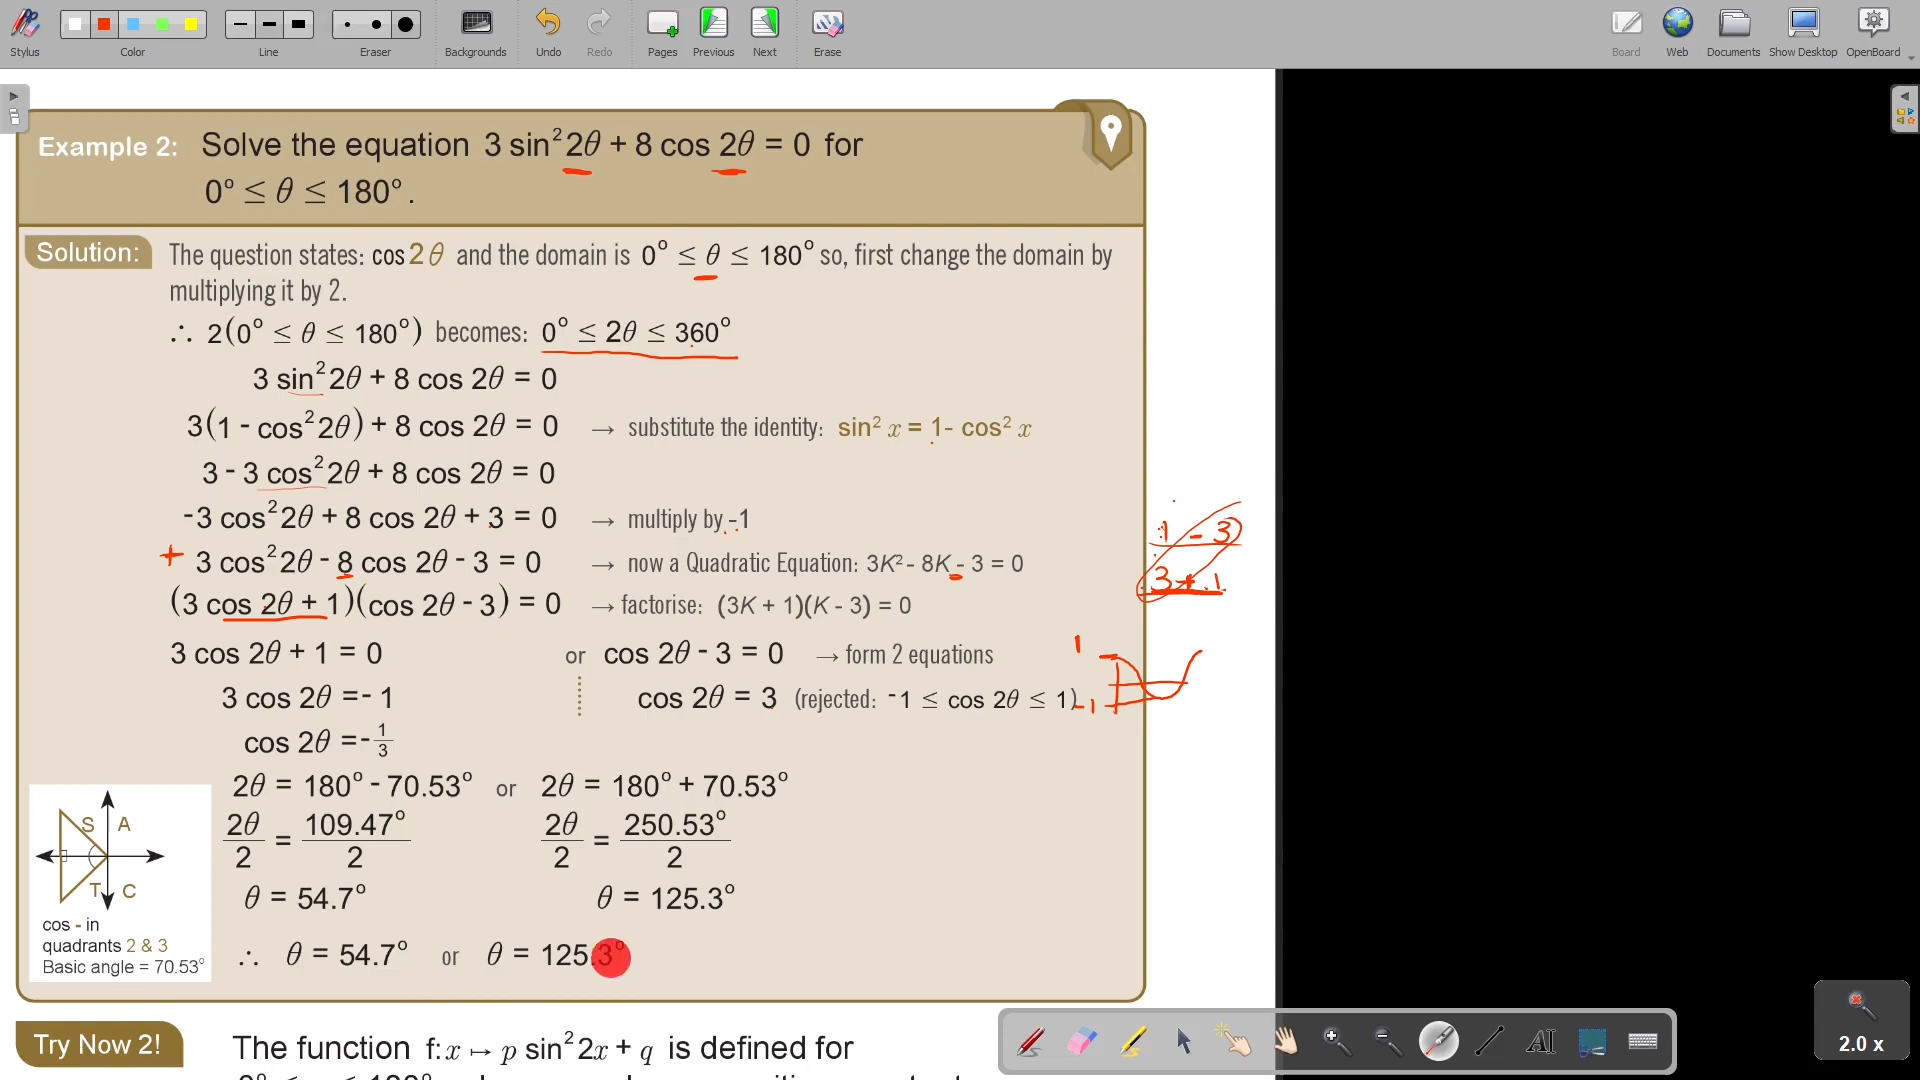 Stylus Color Line Eraser Backgrounds Undo Redo Pages Previous Next Erase Board Web Documents Show Desktop OpenBoard
Example 2: Solve the equation 3 sin²2θ + 8 cos 2θ = 0 for
0° ≤ θ ≤ 180°.
Solution: The question states: cos 2θ and the domain is 0° ≤ θ ≤ 180° so, first change the domain by
multiplying it by 2.
∴ 2(0° ≤ θ ≤ 180°) becomes: 0° ≤ 2θ ≤ 360°
3 sin²2θ + 8 cos 2θ = 0
3(1 - cos²2θ) + 8 cos 2θ = 0 → substitute the identity: sin² x = 1 - cos² x
3 - 3 cos²2θ + 8 cos 2θ = 0
-3 cos²2θ + 8 cos 2θ + 3 = 0 → multiply by -1
1 - 3
+ 3 cos²2θ - 8 cos 2θ - 3 = 0 → now a Quadratic Equation: 3K² - 8K - 3 = 0
3 + 1
(3 cos 2θ + 1)(cos 2θ - 3) = 0 → factorise: (3K + 1)(K - 3) = 0
3 cos 2θ + 1 = 0 or cos 2θ - 3 = 0 → form 2 equations
1
3 cos 2θ = - 1 cos 2θ = 3 (rejected: -1 ≤ cos 2θ ≤ 1)
-1
cos 2θ = -1/3
2θ = 180° - 70.53° or 2θ = 180° + 70.53°
2θ/2 = 109.47°/2 2θ/2 = 250.53°/2
θ = 54.7° θ = 125.3°
∴ θ = 54.7° or θ = 125.3°
S A
T C
cos - in
quadrants 2 & 3
Basic angle = 70.53°
Try Now 2! The function f: x ↦ p sin²2x + q is defined for
AI
2.0 x